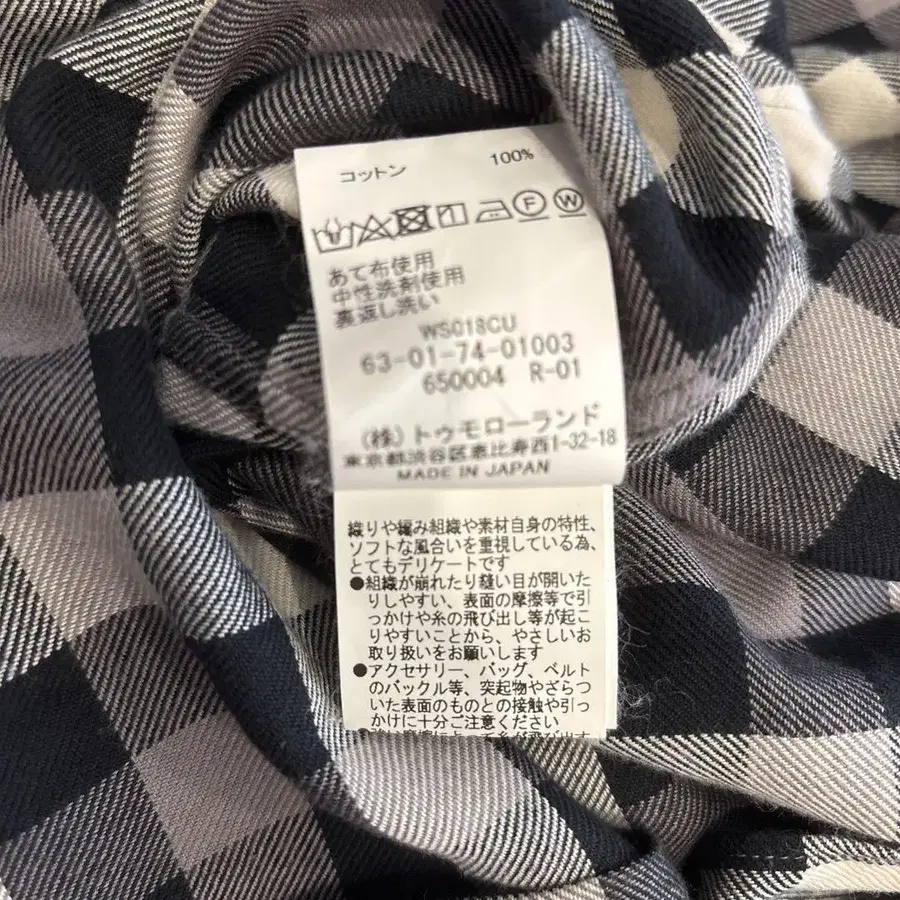 コットン 100%
あて布使用
中性洗剤使用
裏返し洗い
WS018CU
63-01-74-01003
650004 R-01
(株)トゥモローランド
東京都渋谷区恵比寿西1-32-18
MADE IN JAPAN
織りや編み組織や素材自身の特性、
ソフトな風合いを重視している為、
とてもデリケートです
●組織が崩れたり縫い目が開いた
りしやすい、表面の摩擦等で引
っかけや糸の飛び出し等が起こ
りやすいことから、やさしいお
取り扱いをお願いします
●アクセサリー、バッグ、ベルト
のバックル等、突起物やざらつ
いた表面のものとの接触や引っ
かけに十分ご注意ください